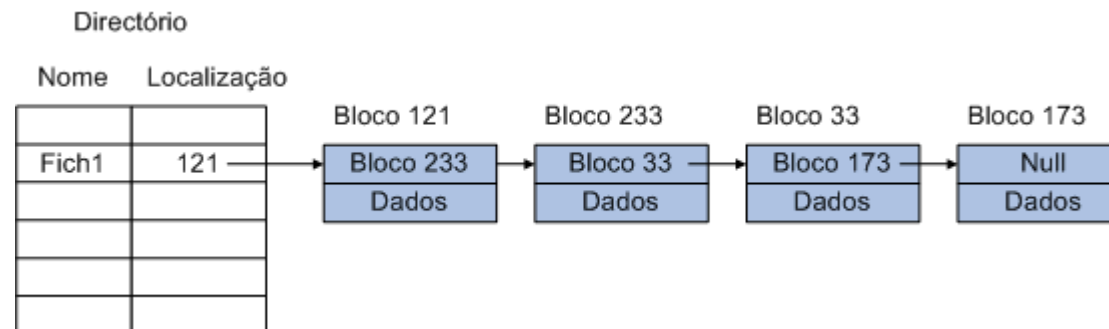 Directório
Nome Localização
Bloco 121 Bloco 233 Bloco 33 Bloco 173
Fich1 121 Bloco 233 Bloco 33 Bloco 173 Null
Dados Dados Dados Dados